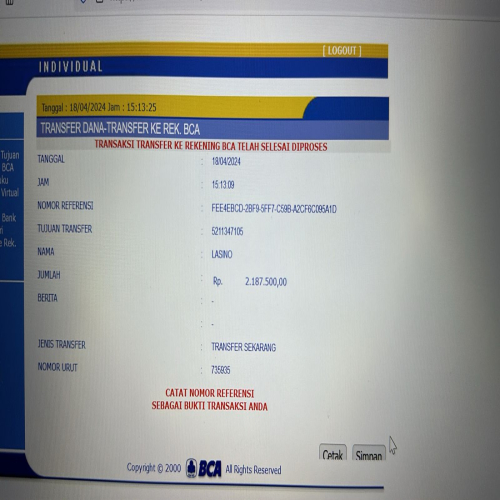 [ LOGOUT ]
INDIVIDUAL
Tanggal : 18/04/2024 Jam : 15:13:25
TRANSFER DANA-TRANSFER KE REK. BCA
TRANSAKSI TRANSFER KE REKENING BCA TELAH SELESAI DIPROSES
TANGGAL : 18/04/2024
JAM : 15:13:09
NOMOR REFERENSI : FEE4EBCD-2BF9-5FF7-C59B-A2CF6C095A1D
TUJUAN TRANSFER : 5211347105
NAMA : LASINO
JUMLAH : Rp. 2.187.500,00
BERITA : -
: -
JENIS TRANSFER : TRANSFER SEKARANG
NOMOR URUT : 735935
CATAT NOMOR REFERENSI
SEBAGAI BUKTI TRANSAKSI ANDA
Tujuan
BCA
Virtual
Bank
Rek.
Cetak Simpan
Copyright © 2000 BCA All Rights Reserved